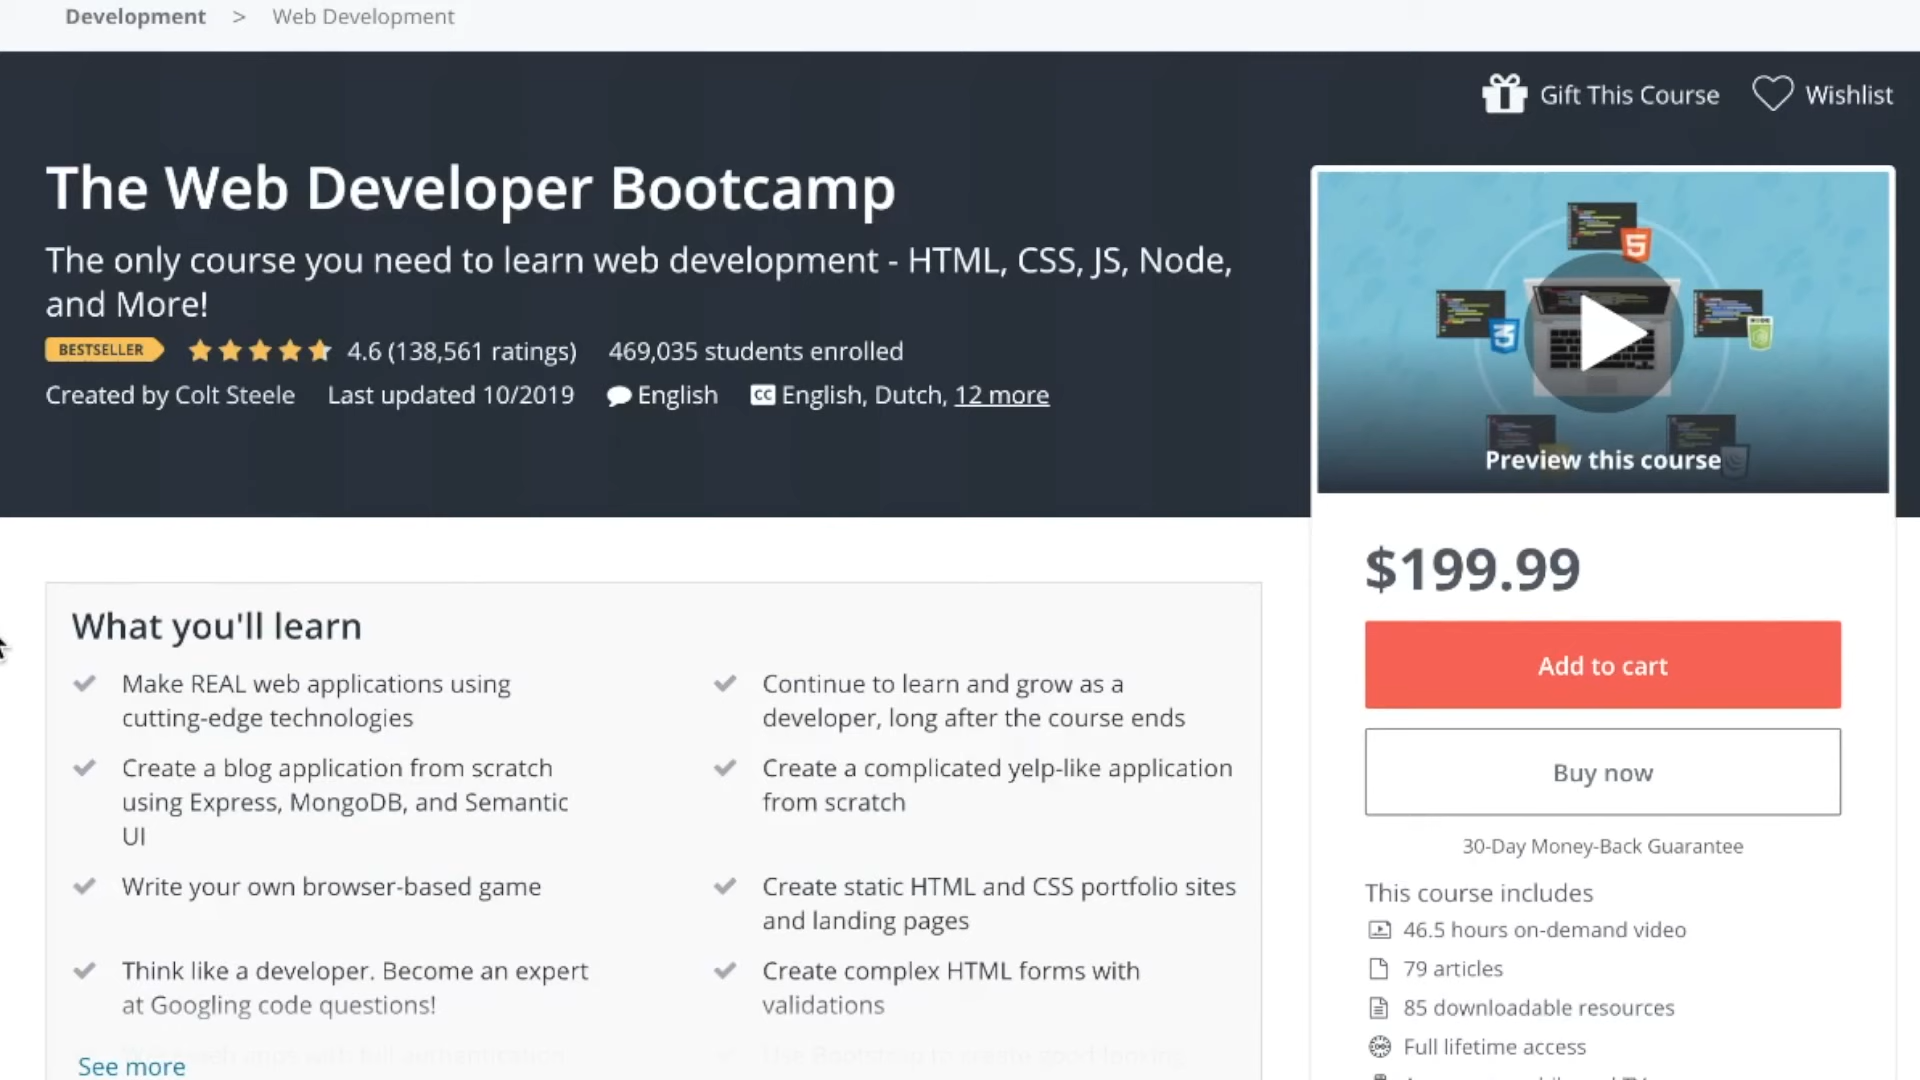 Development > Web Development
Gift This Course Wishlist
The Web Developer Bootcamp
The only course you need to learn web development - HTML, CSS, JS, Node,
and More!
BESTSELLER 4.6 (138,561 ratings) 469,035 students enrolled
Created by Colt Steele Last updated 10/2019 English CC English, Dutch, 12 more
Preview this course
$199.99
Add to cart
Buy now
30-Day Money-Back Guarantee
This course includes
46.5 hours on-demand video
79 articles
85 downloadable resources
Full lifetime access
What you'll learn
Make REAL web applications using
cutting-edge technologies
Continue to learn and grow as a
developer, long after the course ends
Create a blog application from scratch
using Express, MongoDB, and Semantic
UI
Create a complicated yelp-like application
from scratch
Write your own browser-based game
Create static HTML and CSS portfolio sites
and landing pages
Think like a developer. Become an expert
at Googling code questions!
Create complex HTML forms with
validations
See more